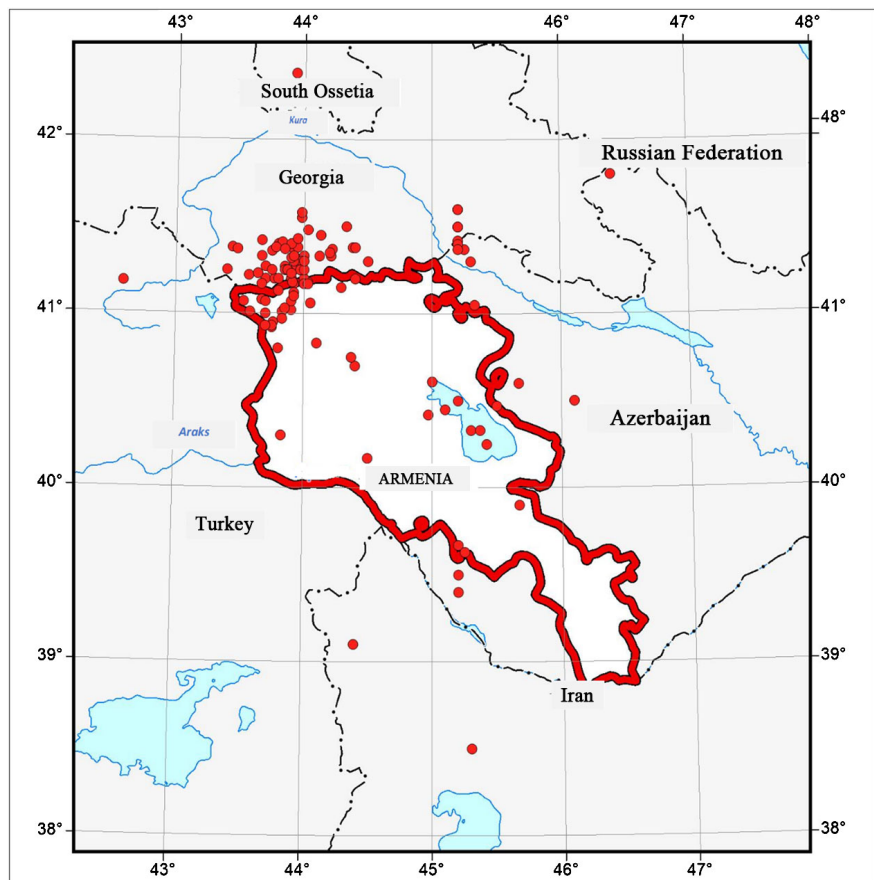 43° 44° 46° 47° 48°
South Ossetia
Kura
42° 48°
Russian Federation
Georgia
41° 41°
Azerbaijan
Araks
40° ARMENIA 40°
Turkey
39° 39°
Iran
38° 38°
43° 44° 45° 46° 47°